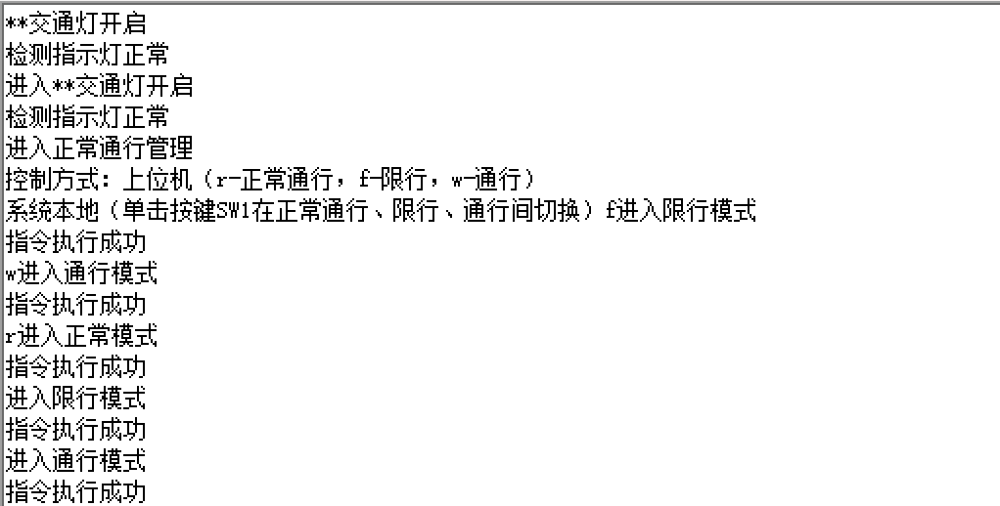 **交通灯开启
检测指示灯正常
进入**交通灯开启
检测指示灯正常
进入正常通行管理
控制方式：上位机（r-正常通行，f-限行，w-通行）
系统本地（单击按键SW1在正常通行、限行、通行间切换）f进入限行模式
指令执行成功
w进入通行模式
指令执行成功
r进入正常模式
指令执行成功
进入限行模式
指令执行成功
进入通行模式
指令执行成功